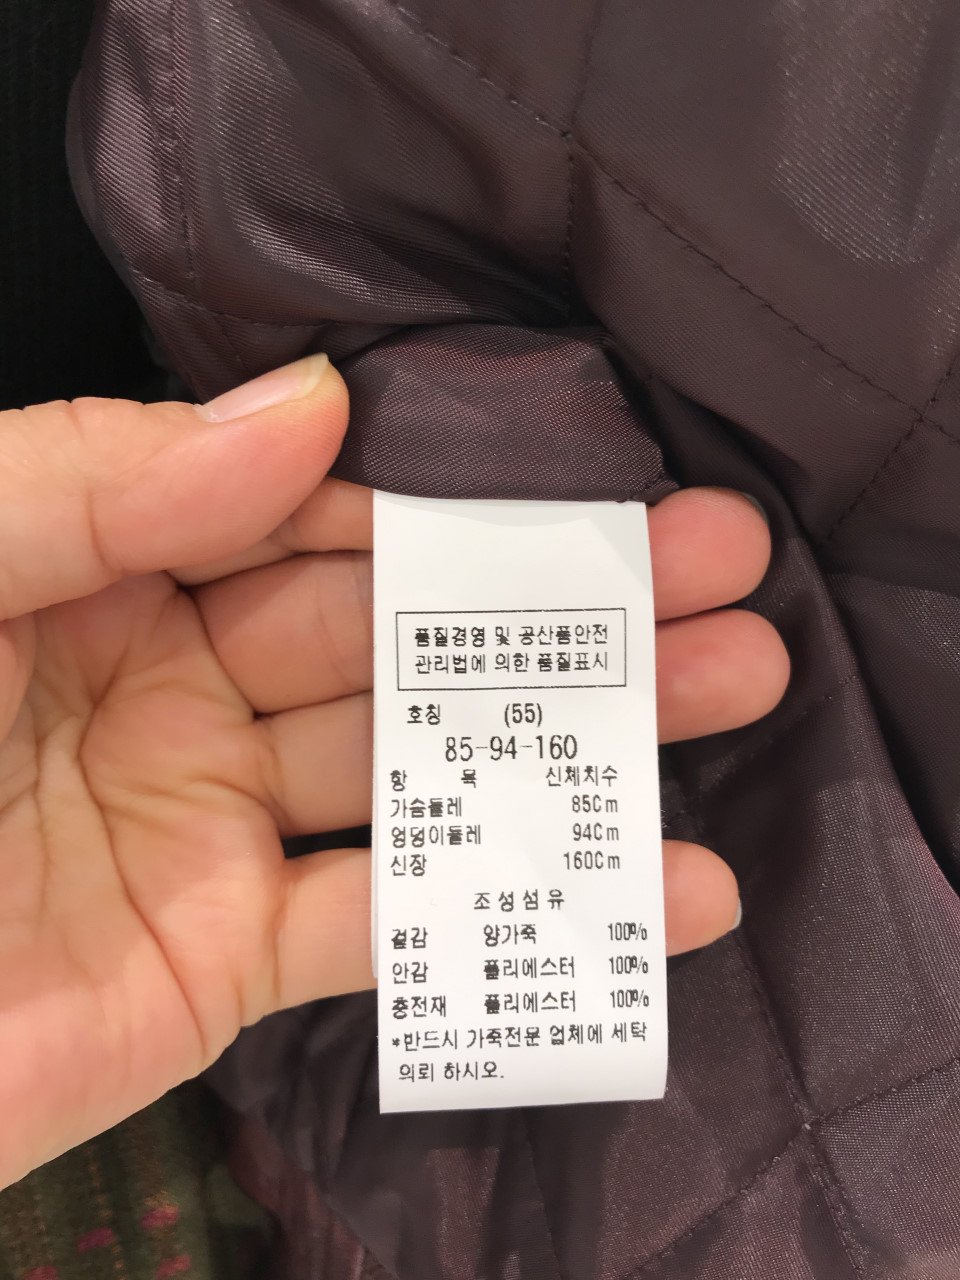 품질경영 및 공산품안전
관리법에 의한 품질표시
호칭 (55)
85-94-160
항 목 신체치수
가슴둘레 85Cm
엉덩이둘레 94Cm
신장 160Cm
조성섬유
겉감 양가죽 100%
안감 폴리에스터 100%
충전재 폴리에스터 100%
*반드시 가죽전문 업체에 세탁
의뢰 하시오.